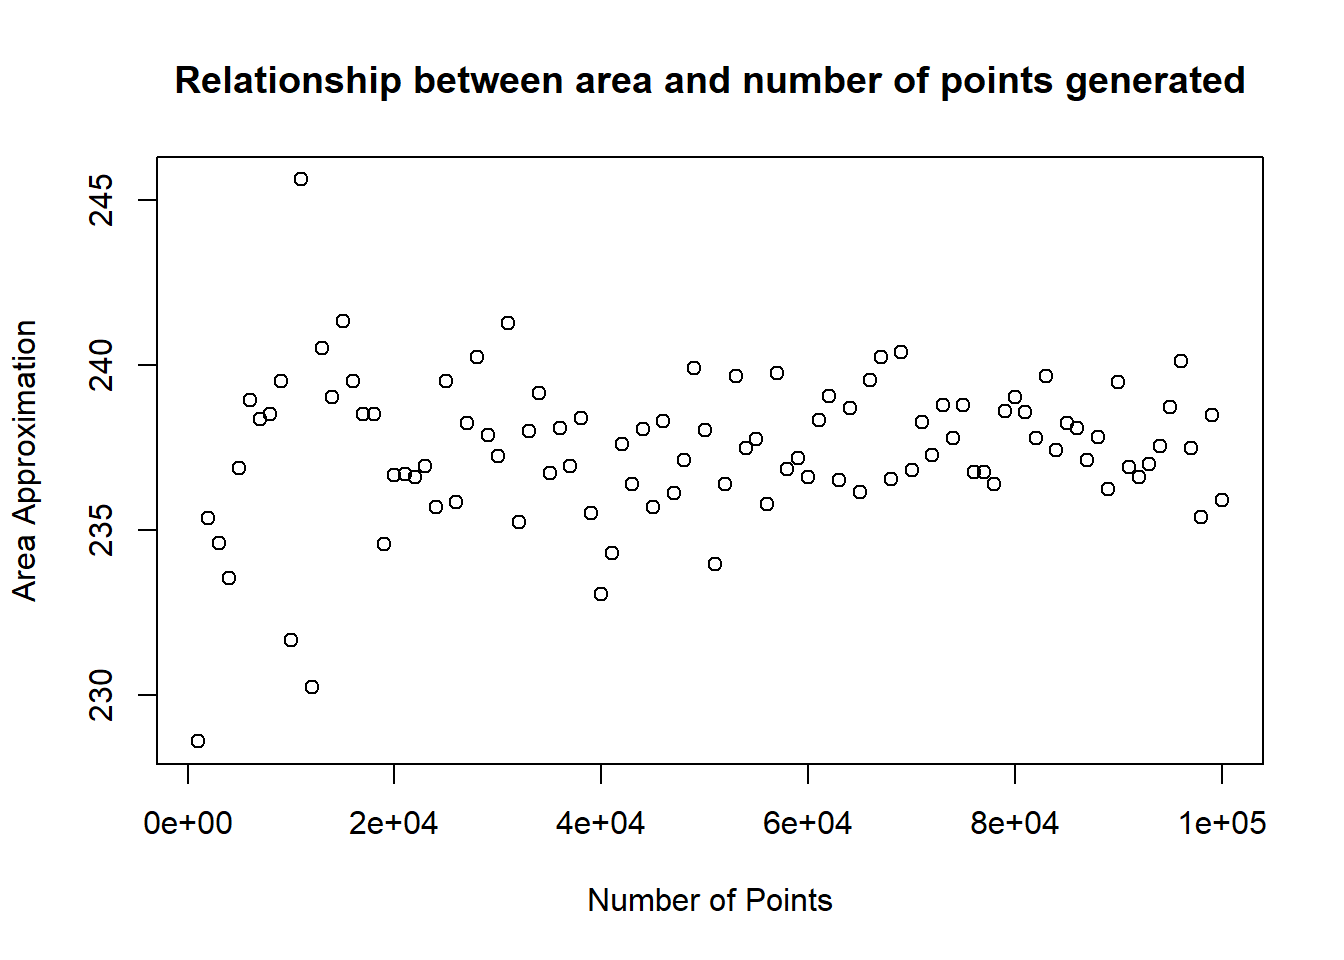 Relationship between area and number of points generated
Area Approximation
245
240
235
230
0e+00
2e+04
4e+04
6e+04
8e+04
1e+05
Number of Points